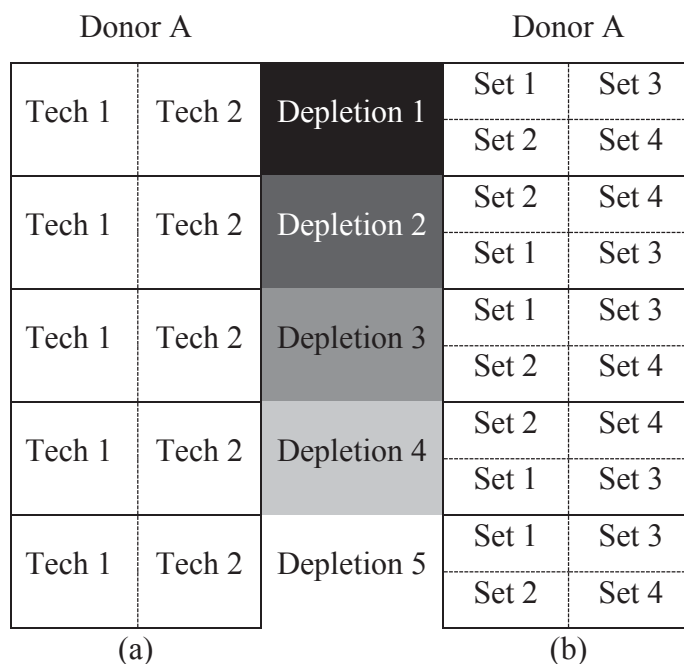 Donor A Donor A
Set 1 Set 3
Tech 1 Tech 2 Depletion 1
Set 2 Set 4
Set 2 Set 4
Tech 1 Tech 2 Depletion 2
Set 1 Set 3
Set 1 Set 3
Tech 1 Tech 2 Depletion 3
Set 2 Set 4
Set 2 Set 4
Tech 1 Tech 2 Depletion 4
Set 1 Set 3
Set 1 Set 3
Tech 1 Tech 2 Depletion 5
Set 2 Set 4
(a) (b)